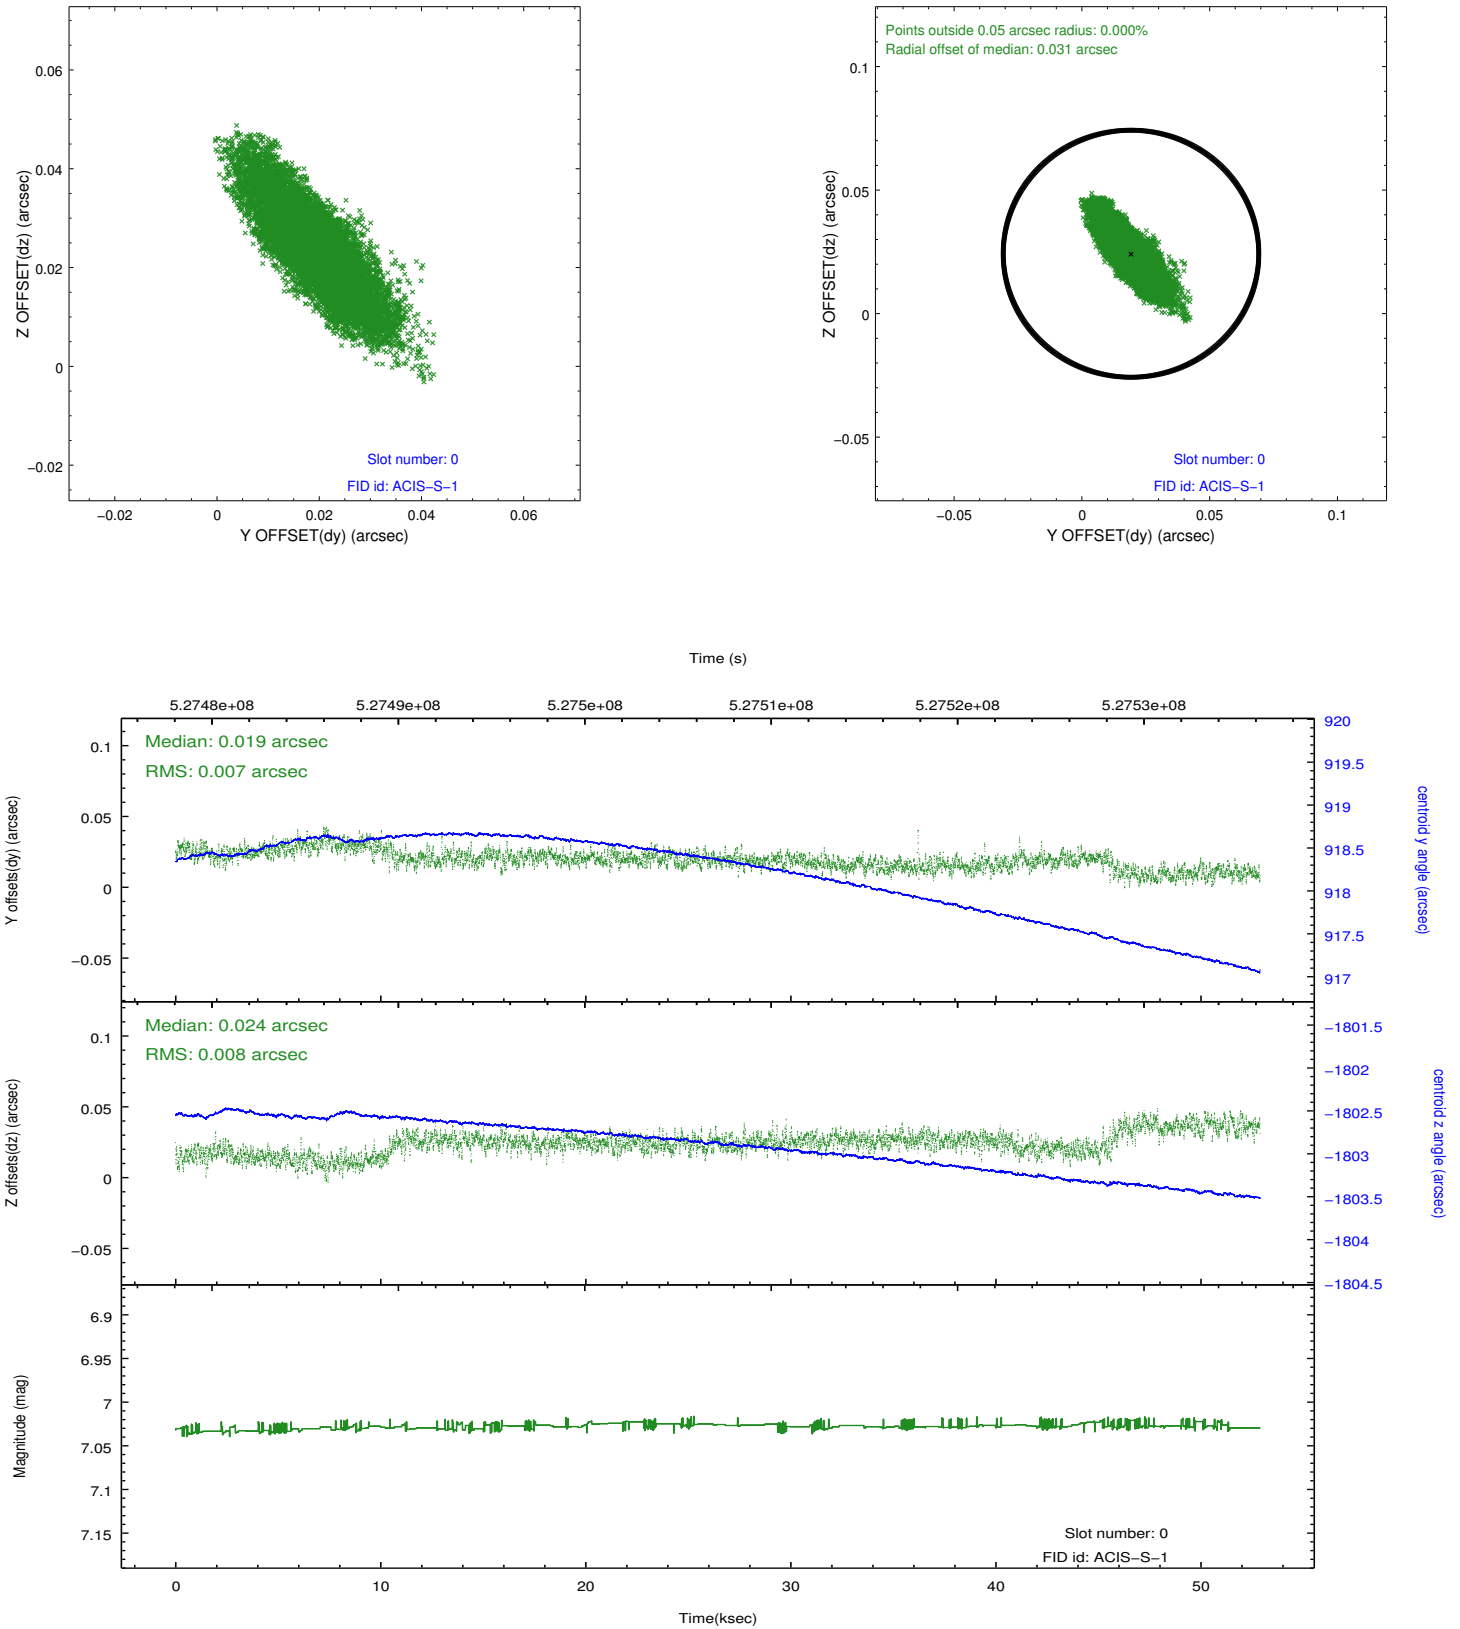 0.06
0.04
0.02
0
−0.02
Z OFFSET(dz) (arcsec)
Slot number: 0
FID id: ACIS−S−1
−0.02 0 0.02 0.04 0.06
Y OFFSET(dy) (arcsec)
Points outside 0.05 arcsec radius: 0.000%
Radial offset of median: 0.031 arcsec
0.1
0.05
0
−0.05
Z OFFSET(dz) (arcsec)
Slot number: 0
FID id: ACIS−S−1
−0.05 0 0.05 0.1
Y OFFSET(dy) (arcsec)
Time (s)
5.2748e+08 5.2749e+08 5.275e+08 5.2751e+08 5.2752e+08 5.2753e+08
Median: 0.019 arcsec
RMS: 0.007 arcsec
0.1
0.05
0
−0.05
Y offsets(dy) (arcsec)
920
919.5
919
918.5
918
917.5
917
centroid y angle (arcsec)
Median: 0.024 arcsec
RMS: 0.008 arcsec
0.1
0.05
0
−0.05
Z offsets(dz) (arcsec)
−1801.5
−1802
−1802.5
−1803
−1803.5
−1804
−1804.5
centroid z angle (arcsec)
6.9
6.95
7
7.05
7.1
7.15
Magnitude (mag)
Slot number: 0
FID id: ACIS−S−1
0 10 20 30 40 50
Time(ksec)